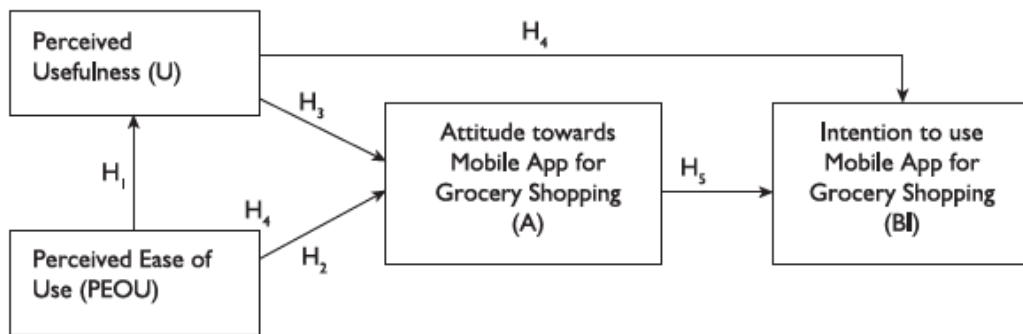 Perceived
Usefulness (U)
H₄
H₃
H₁
Attitude towards
Mobile App for
Grocery Shopping
(A)
H₅
Intention to use
Mobile App for
Grocery Shopping
(BI)
H₄
H₂
Perceived Ease of
Use (PEOU)